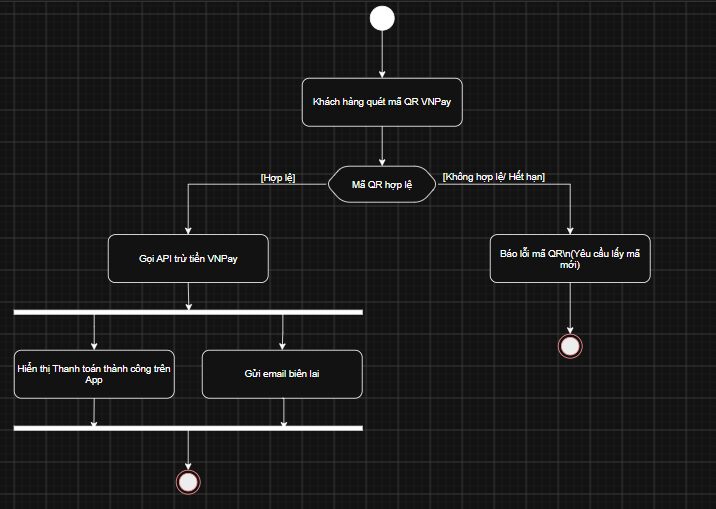 Khách hàng quét mã QR VNPay
Mã QR hợp lệ
[Hợp lệ]
[Không hợp lệ/ Hết hạn]
Gọi API trừ tiền VNPay
Báo lỗi mã QR\n(Yêu cầu lấy mã
mới)
Hiển thị Thanh toán thành công trên
App
Gửi email biên lai